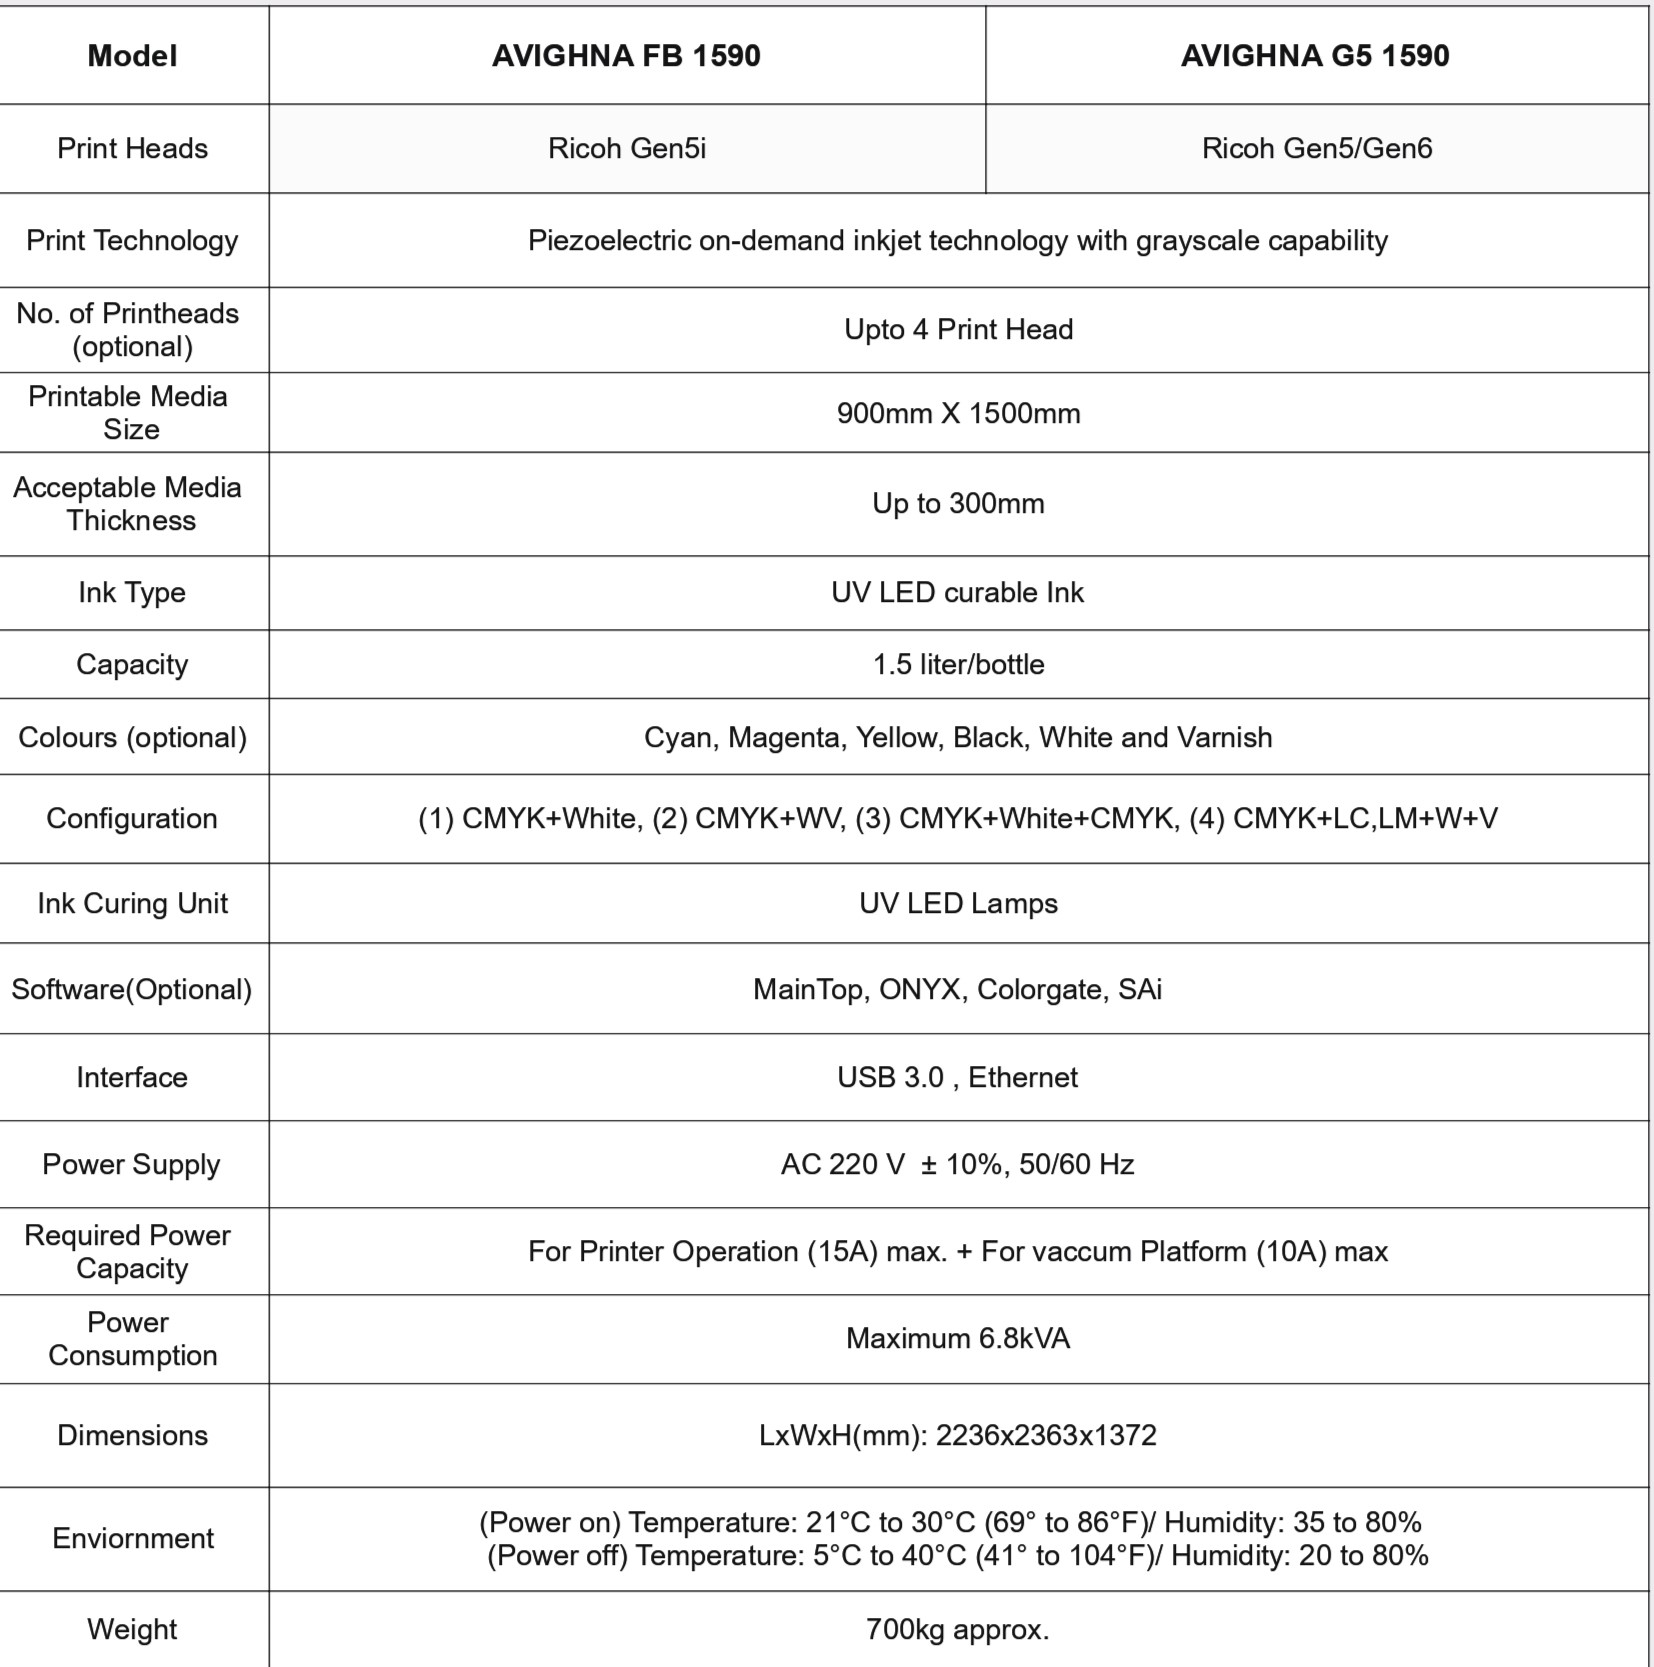 Model AVIGHNA FB 1590 AVIGHNA G5 1590
Print Heads Ricoh Gen5i Ricoh Gen5/Gen6
Print Technology Piezoelectric on-demand inkjet technology with grayscale capability
No. of Printheads
(optional)
Upto 4 Print Head
Printable Media
Size
900mm X 1500mm
Acceptable Media
Thickness
Up to 300mm
Ink Type UV LED curable Ink
Capacity 1.5 liter/bottle
Colours (optional) Cyan, Magenta, Yellow, Black, White and Varnish
Configuration (1) CMYK+White, (2) CMYK+WV, (3) CMYK+White+CMYK, (4) CMYK+LC,LM+W+V
Ink Curing Unit UV LED Lamps
Software(Optional) MainTop, ONYX, Colorgate, SAi
Interface USB 3.0 , Ethernet
Power Supply AC 220 V ± 10%, 50/60 Hz
Required Power
Capacity
For Printer Operation (15A) max. + For vaccum Platform (10A) max
Power
Consumption
Maximum 6.8kVA
Dimensions LxWxH(mm): 2236x2363x1372
Enviornment
(Power on) Temperature: 21°C to 30°C (69° to 86°F)/ Humidity: 35 to 80%
(Power off) Temperature: 5°C to 40°C (41° to 104°F)/ Humidity: 20 to 80%
Weight 700kg approx.